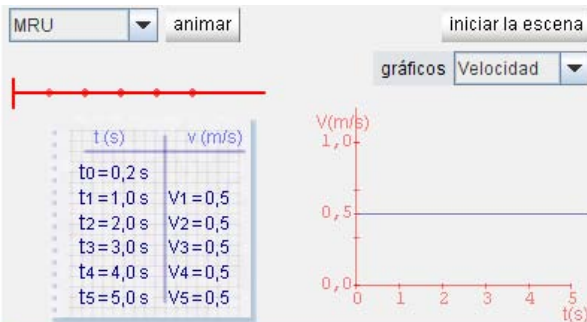 MRU animar iniciar la escena
gráficos Velocidad
t (s) v (m/s)
t0=0,2 s
t1=1,0 s V1=0,5
t2=2,0 s V2=0,5
t3=3,0 s V3=0,5
t4=4,0 s V4=0,5
t5=5,0 s V5=0,5
V(m/s)
1,0
0,5
0,0
0 1 2 3 4 5
t(s)